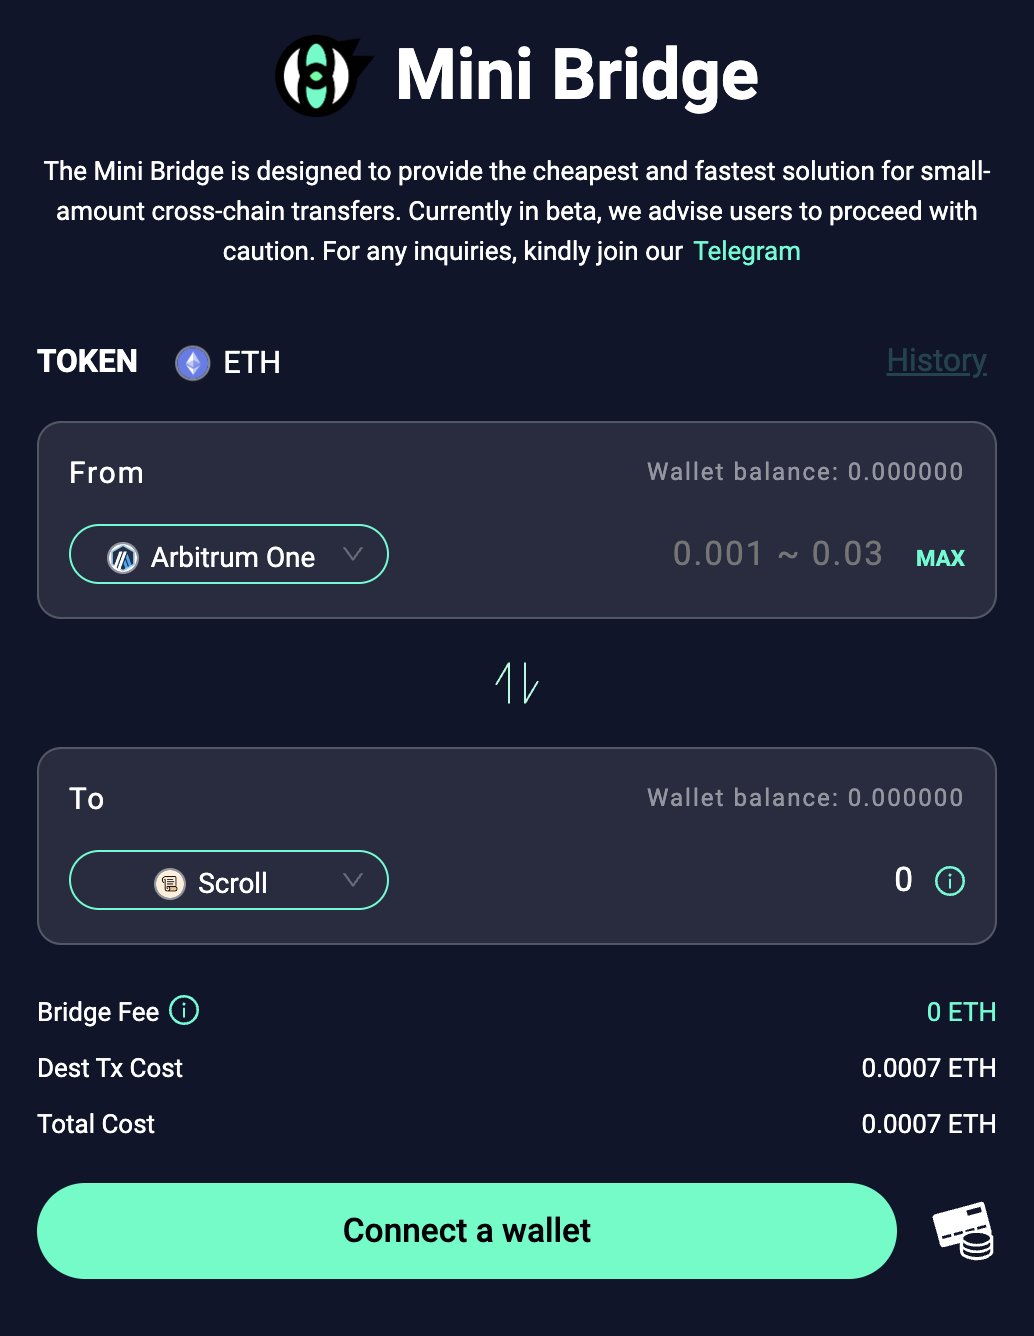 Mini Bridge
The Mini Bridge is designed to provide the cheapest and fastest solution for small-
amount cross-chain transfers. Currently in beta, we advise users to proceed with
caution. For any inquiries, kindly join our Telegram
TOKEN ETH History
From Wallet balance: 0.000000
Arbitrum One 0.001 ~ 0.03 MAX
To Wallet balance: 0.000000
Scroll 0
Bridge Fee 0 ETH
Dest Tx Cost 0.0007 ETH
Total Cost 0.0007 ETH
Connect a wallet